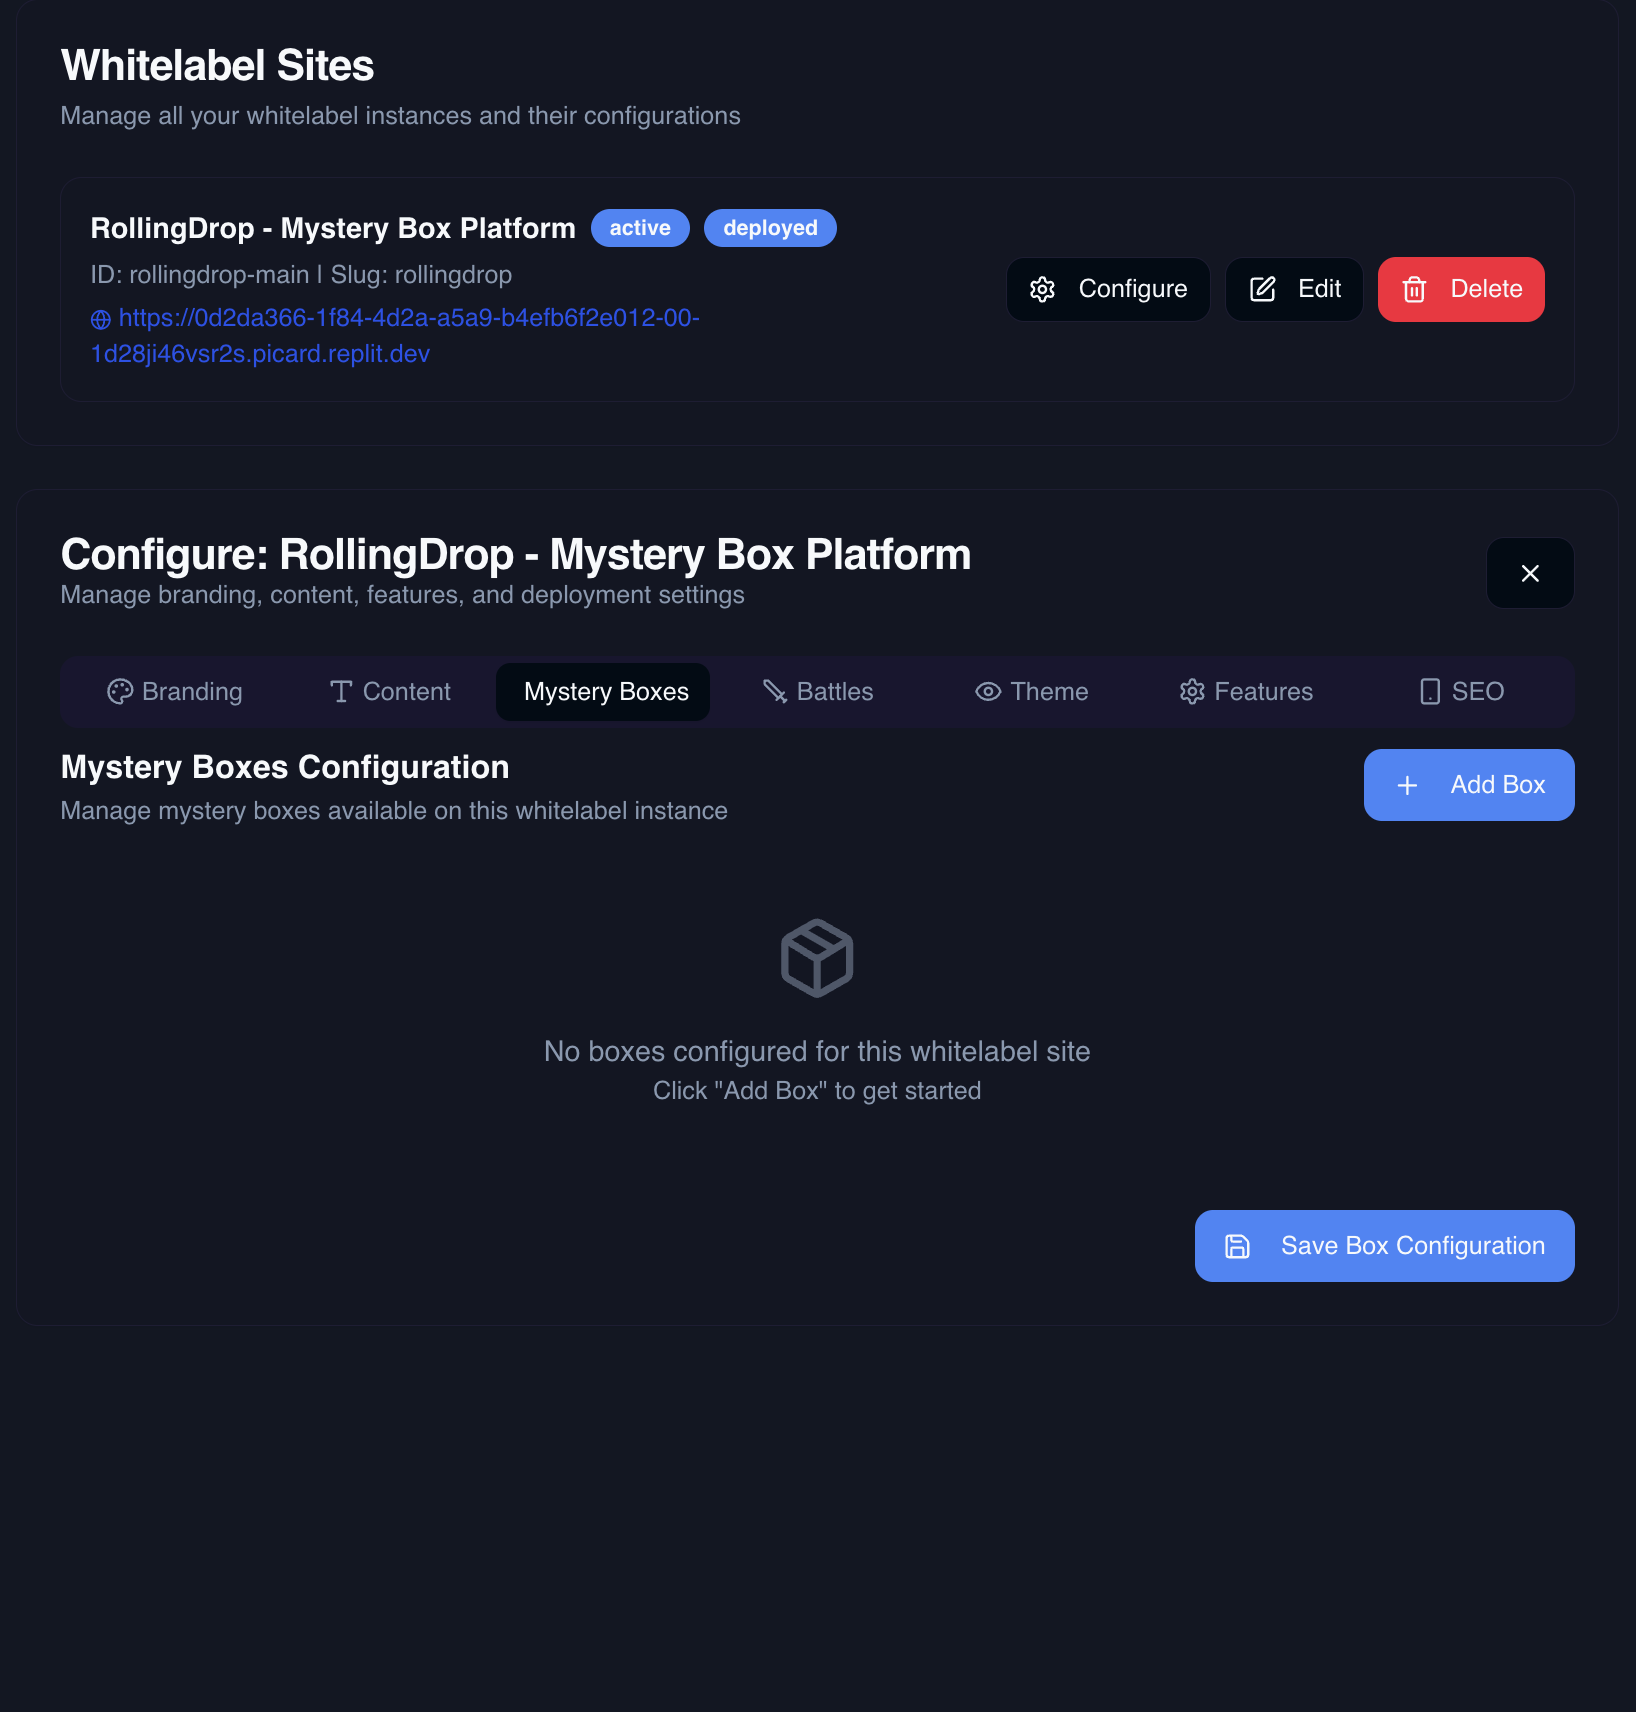 Whitelabel Sites
Manage all your whitelabel instances and their configurations
RollingDrop - Mystery Box Platform active deployed
ID: rollingdrop-main | Slug: rollingdrop
https://0d2da366-1f84-4d2a-a5a9-b4efb6f2e012-00-
1d28ji46vsr2s.picard.replit.dev
Configure Edit Delete
Configure: RollingDrop - Mystery Box Platform
Manage branding, content, features, and deployment settings
Branding Content Mystery Boxes Battles Theme Features SEO
Mystery Boxes Configuration
Manage mystery boxes available on this whitelabel instance
Add Box
No boxes configured for this whitelabel site
Click "Add Box" to get started
Save Box Configuration